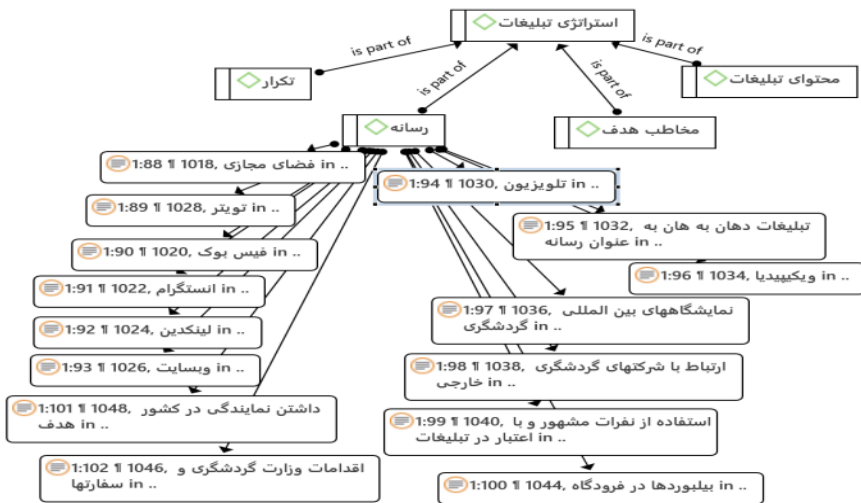 استراتژی تبلیغات
is part of
is part of
is part of
is part of
تکرار
محتوای تبلیغات
رسانه
مخاطب هدف
1:88 ¶ 1018, فضای مجازی in ..
1:94 ¶ 1030, تلویزیون in ..
1:89 ¶ 1028, تویتر in ..
1:95 ¶ 1032, تبلیغات دهان به هان به
عنوان رسانه in ..
1:90 ¶ 1020, فیس بوک in ..
1:96 ¶ 1034, ویکیپیدیا in ..
1:91 ¶ 1022, انستگرام in ..
1:97 ¶ 1036, نمایشگاههای بین المللی
گردشگری in ..
1:92 ¶ 1024, لینکدین in ..
1:98 ¶ 1038, ارتباط با شرکتهای گردشگری
خارجی in ..
1:93 ¶ 1026, وبسایت in ..
1:101 ¶ 1048, داشتن نمایندگی در کشور
هدف in ..
1:99 ¶ 1040, استفاده از نفرات مشهور و با
اعتبار در تبلیغات in ..
1:102 ¶ 1046, اقدامات وزارت گردشگری و
سفارتها in ..
1:100 ¶ 1044, بیلبوردها در فرودگاه in ..